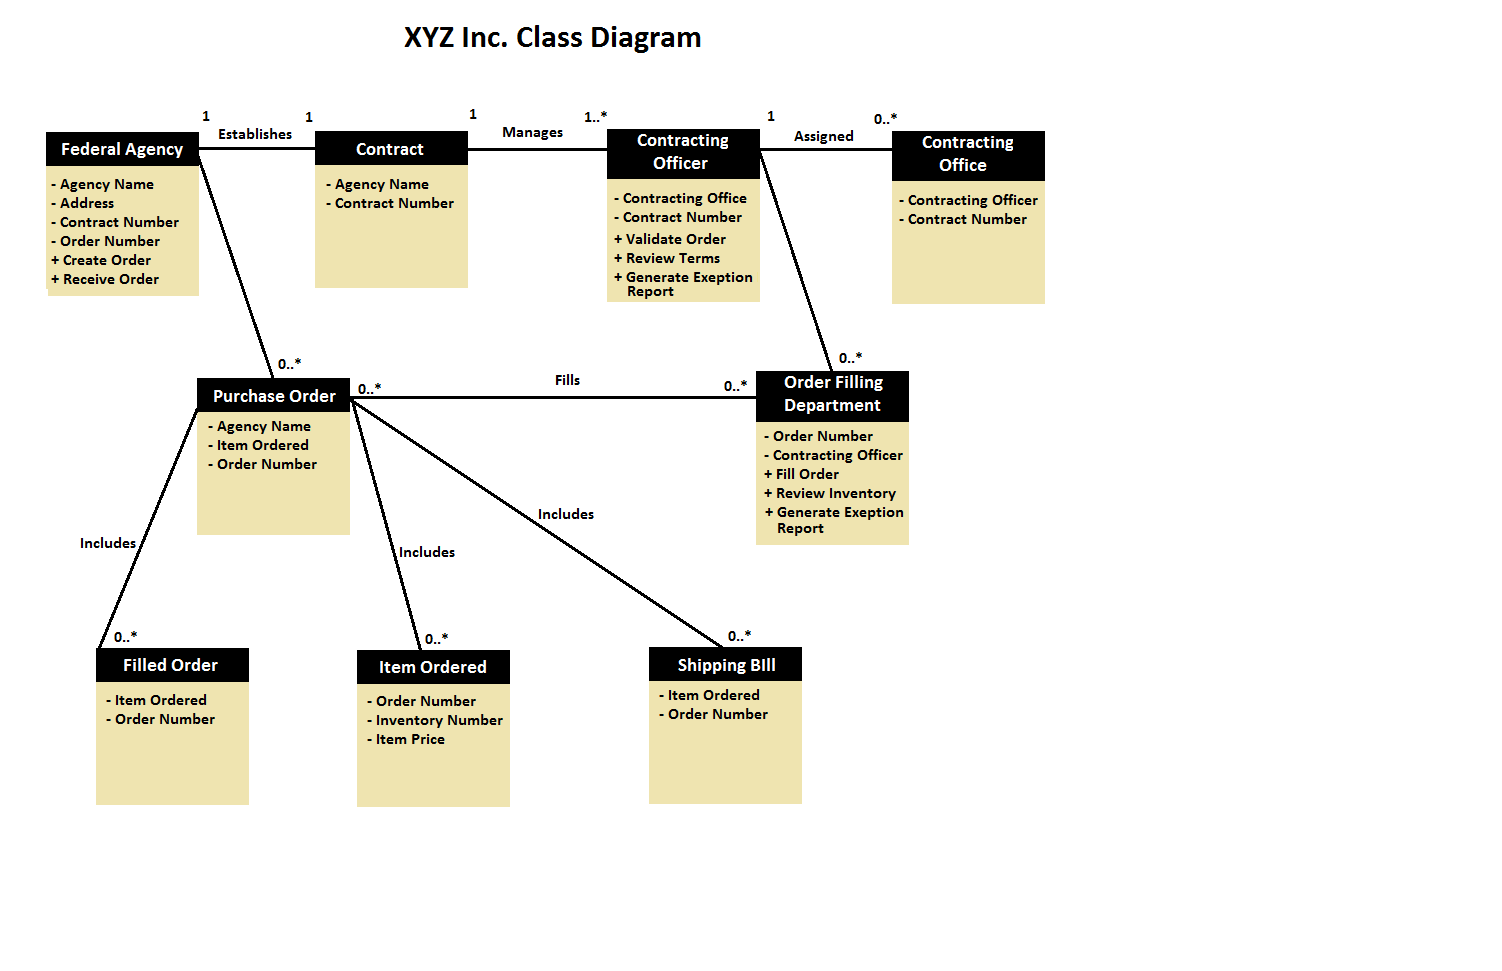 XYZ Inc. Class Diagram
1
Establishes
1
1
Manages
1..*
1
Assigned
0..*
Federal Agency
- Agency Name
- Address
- Contract Number
- Order Number
+ Create Order
+ Receive Order
Contract
- Agency Name
- Contract Number
Contracting
Officer
- Contracting Office
- Contract Number
+ Validate Order
+ Review Terms
+ Generate Exeption
Report
Contracting
Office
- Contracting Officer
- Contract Number
0..*
0..*
Purchase Order
- Agency Name
- Item Ordered
- Order Number
0..*
Fills
0..*
Order Filling
Department
- Order Number
- Contracting Officer
+ Fill Order
+ Review Inventory
+ Generate Exeption
Report
Includes
Includes
Includes
0..*
0..*
0..*
Filled Order
- Item Ordered
- Order Number
Item Ordered
- Order Number
- Inventory Number
- Item Price
Shipping BIll
- Item Ordered
- Order Number